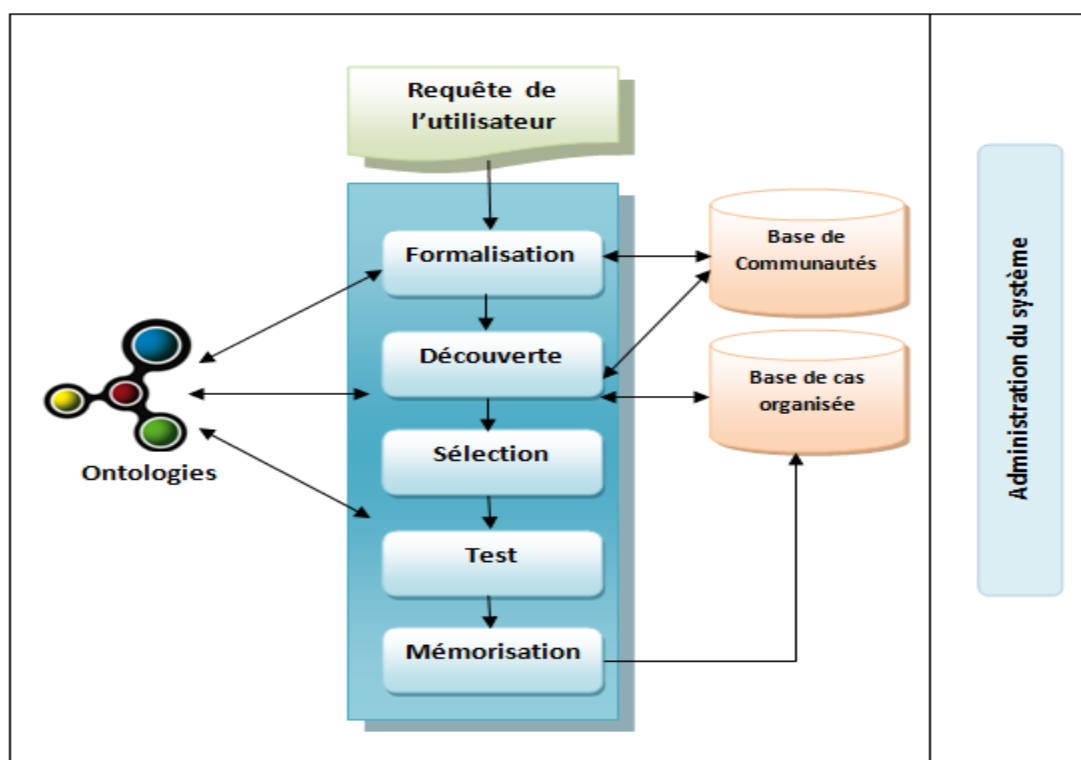 Requête de
l'utilisateur
Formalisation
Découverte
Sélection
Test
Mémorisation
Ontologies
Base de
Communautés
Base de cas
organisée
Administration du système